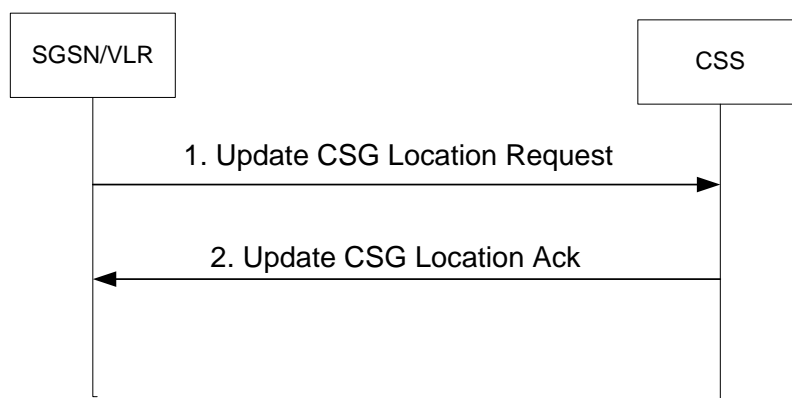 SGSN/VLR
CSS
1. Update CSG Location Request
2. Update CSG Location Ack